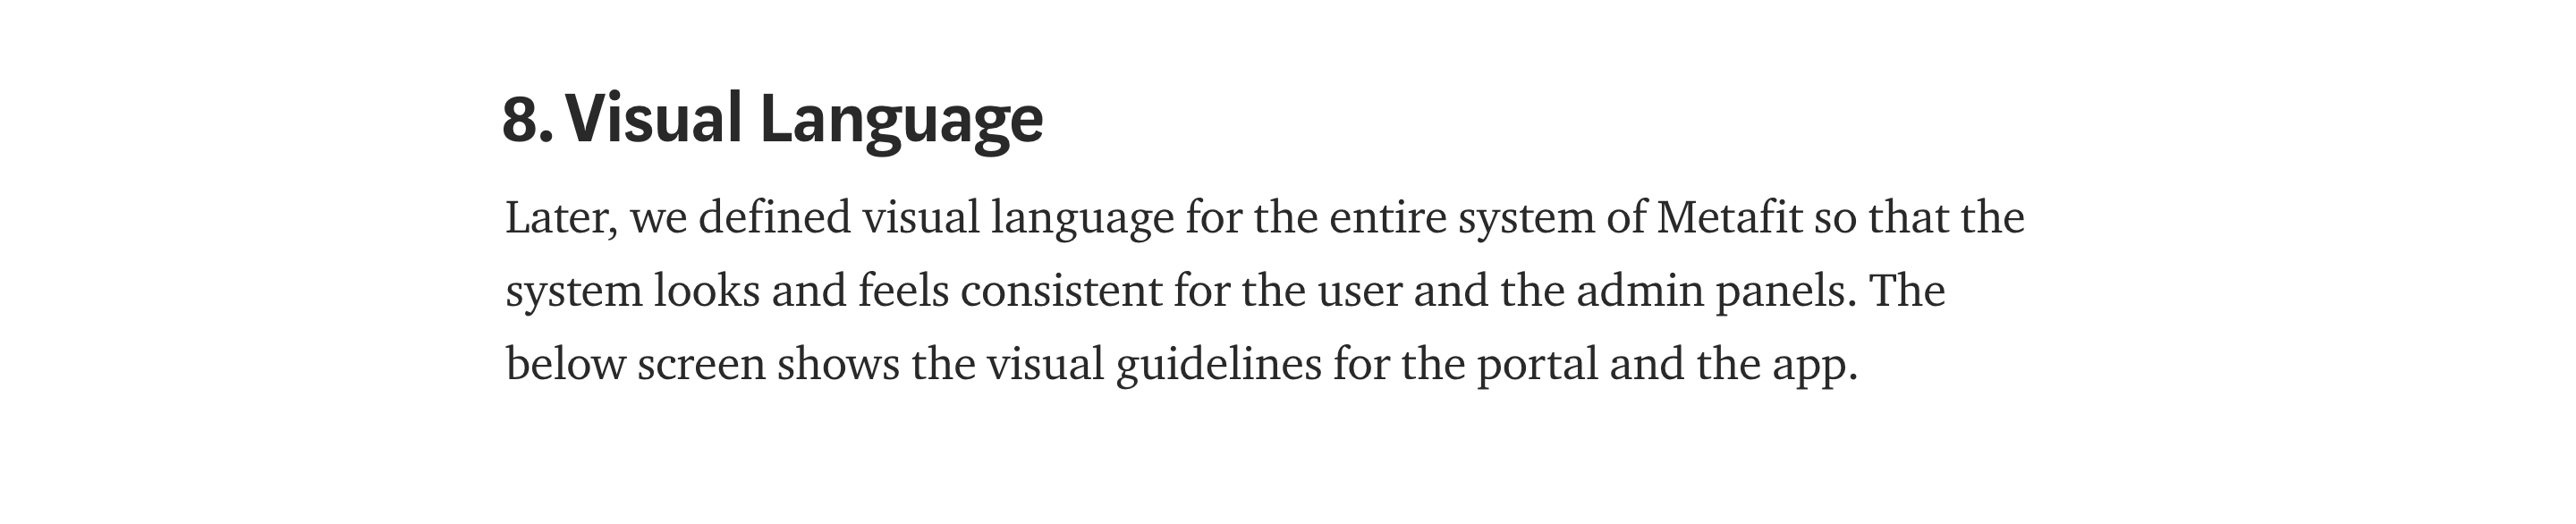 8. Visual Language
Later, we defined visual language for the entire system of Metafit so that the
system looks and feels consistent for the user and the admin panels. The
below screen shows the visual guidelines for the portal and the app.